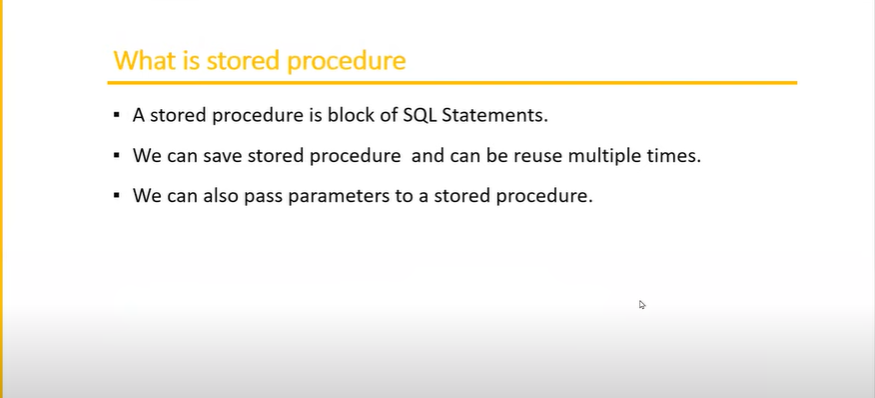 What is stored procedure
▪ A stored procedure is block of SQL Statements.
▪ We can save stored procedure and can be reuse multiple times.
▪ We can also pass parameters to a stored procedure.